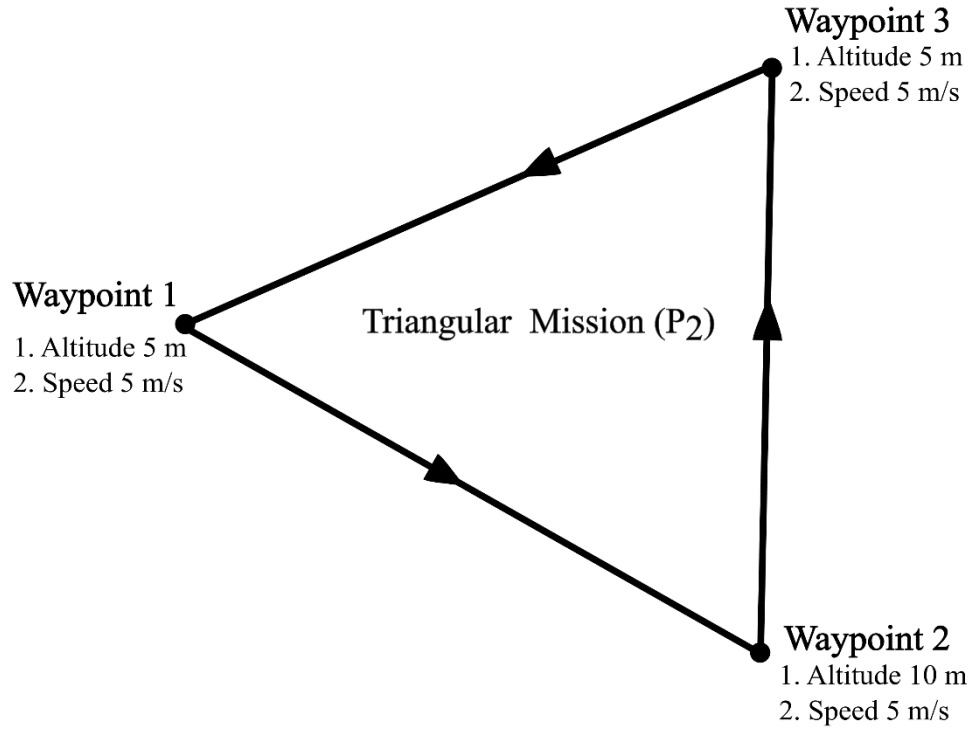 Waypoint 3
1. Altitude 5 m
2. Speed 5 m/s
Waypoint 1
1. Altitude 5 m
2. Speed 5 m/s
Triangular Mission (P2)
Waypoint 2
1. Altitude 10 m
2. Speed 5 m/s